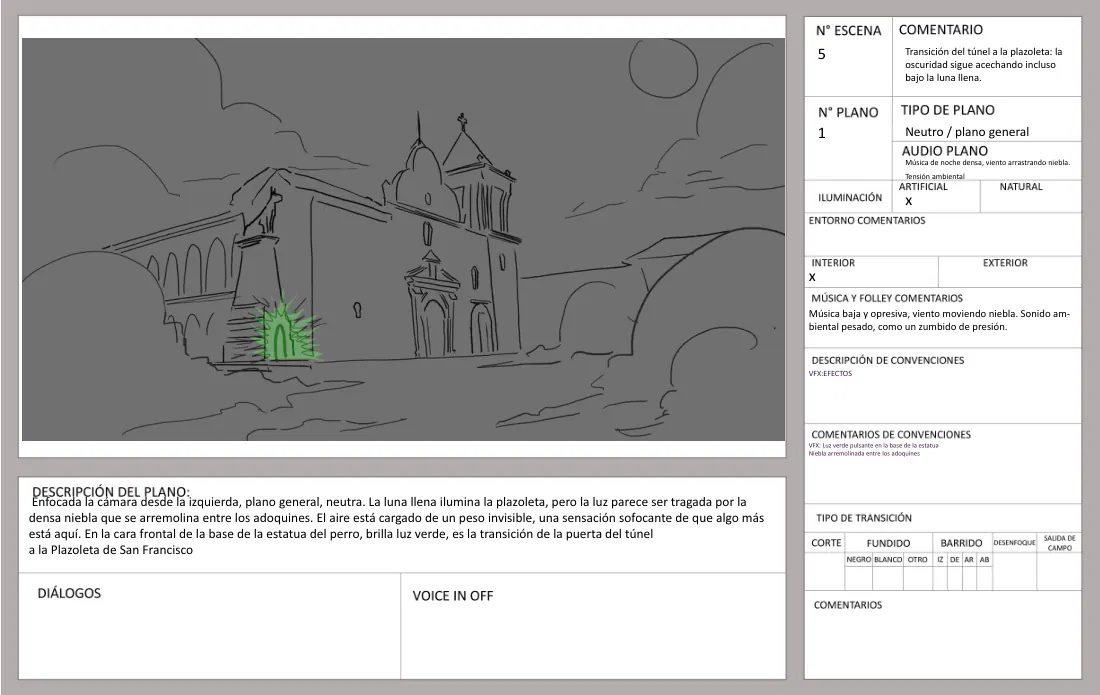 N° ESCENA
5
COMENTARIO
Transición del túnel a la plazoleta: la
oscuridad sigue acechando incluso
bajo la luna llena.
N° PLANO
1
TIPO DE PLANO
Neutro / plano general
AUDIO PLANO
Música de noche densa, viento arrastrando niebla.
Tensión ambiental
ILUMINACIÓN
ARTIFICIAL
X
NATURAL
ENTORNO COMENTARIOS
INTERIOR
X
EXTERIOR
MÚSICA Y FOLLEY COMENTARIOS
Música baja y opresiva, viento moviendo niebla. Sonido am-
biental pesado, como un zumbido de presión.
DESCRIPCIÓN DE CONVENCIONES
VFX:EFECTOS
COMENTARIOS DE CONVENCIONES
VFX: Luz verde pulsante en la base de la estatua
Niebla arremolinada entre los adoquines
TIPO DE TRANSICIÓN
CORTE FUNDIDO BARRIDO DESENFOQUE SALIDA DE
CAMPO
NEGRO BLANCO OTRO IZ DE AR AB
COMENTARIOS
DESCRIPCIÓN DEL PLANO:
Enfocada la cámara desde la izquierda, plano general, neutra. La luna llena ilumina la plazoleta, pero la luz parece ser tragada por la
densa niebla que se arremolina entre los adoquines. El aire está cargado de un peso invisible, una sensación sofocante de que algo más
está aquí. En la cara frontal de la base de la estatua del perro, brilla luz verde, es la transición de la puerta del túnel
a la Plazoleta de San Francisco
DIÁLOGOS
VOICE IN OFF